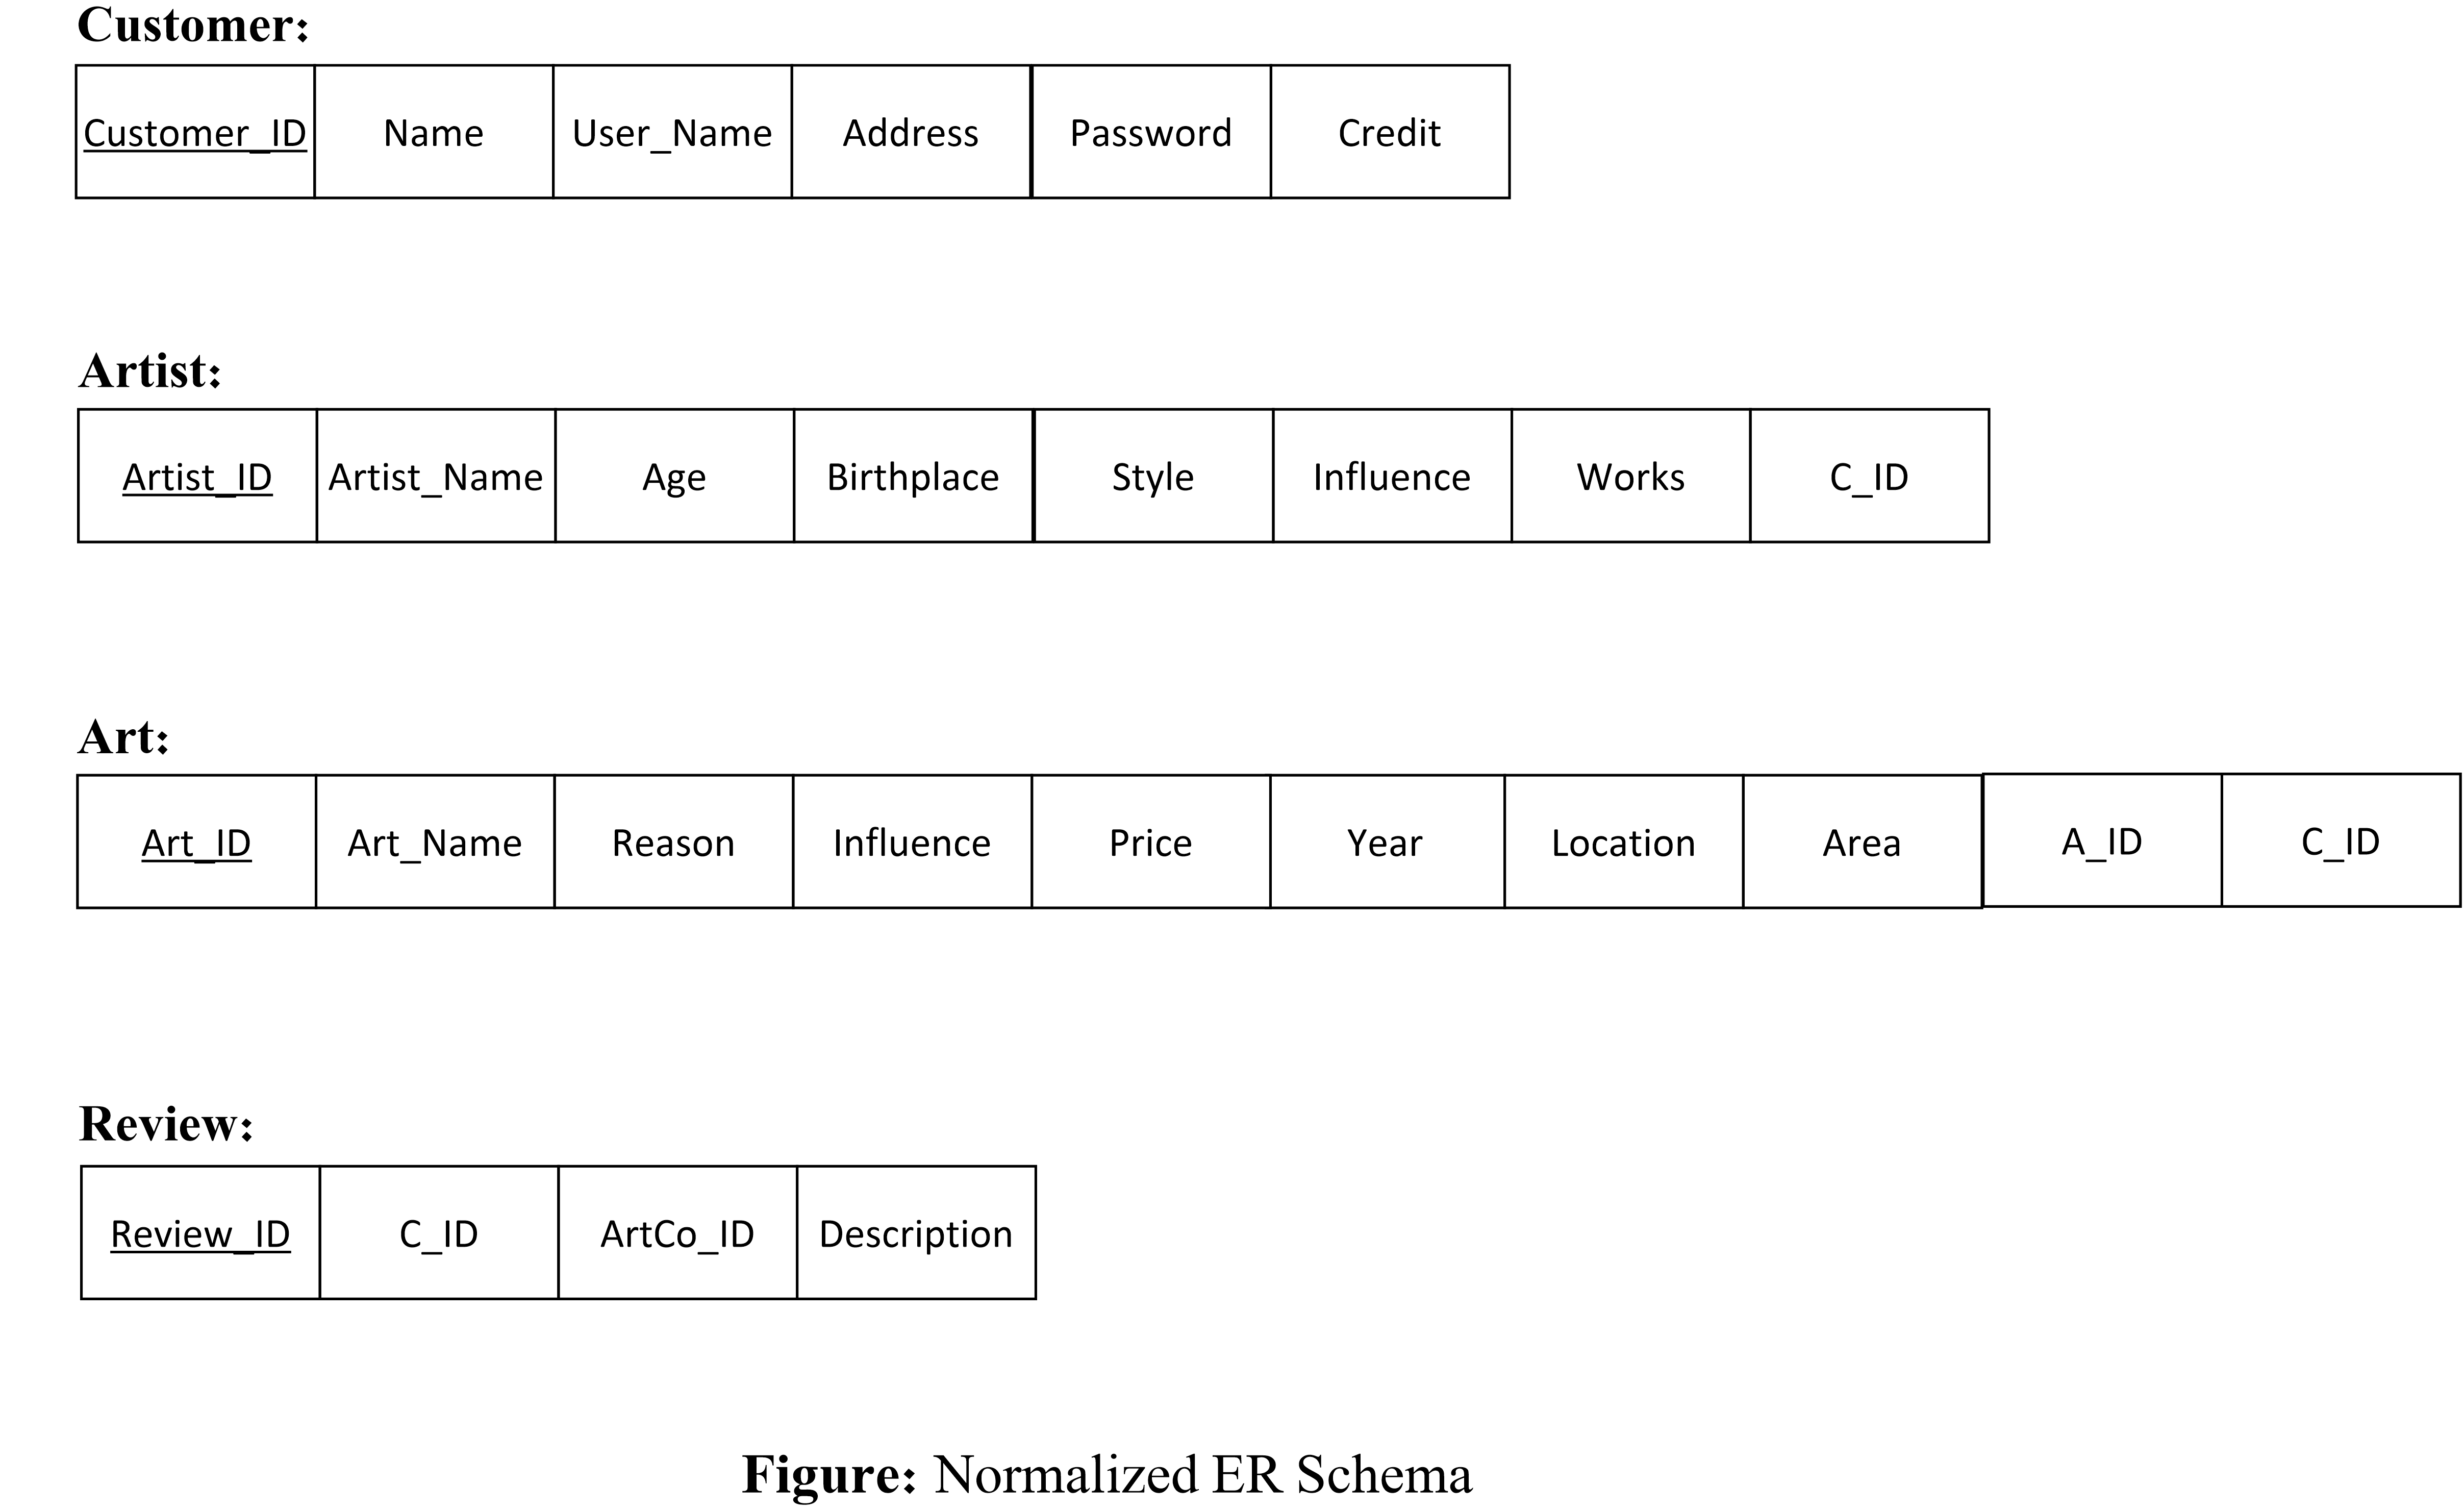 Customer:
Customer_ID Name User_Name Address Password Credit
Artist:
Artist_ID Artist_Name Age Birthplace Style Influence Works C_ID
Art:
Art_ID Art_Name Reason Influence Price Year Location Area A_ID C_ID
Review:
Review_ID C_ID ArtCo_ID Description
Figure: Normalized ER Schema